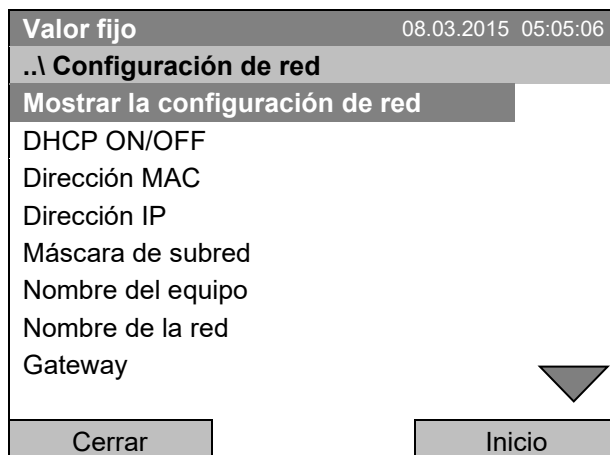 Valor fijo 08.03.2015 05:05:06
..\ Configuración de red
Mostrar la configuración de red
DHCP ON/OFF
Dirección MAC
Dirección IP
Máscara de subred
Nombre del equipo
Nombre de la red
Gateway
Cerrar Inicio